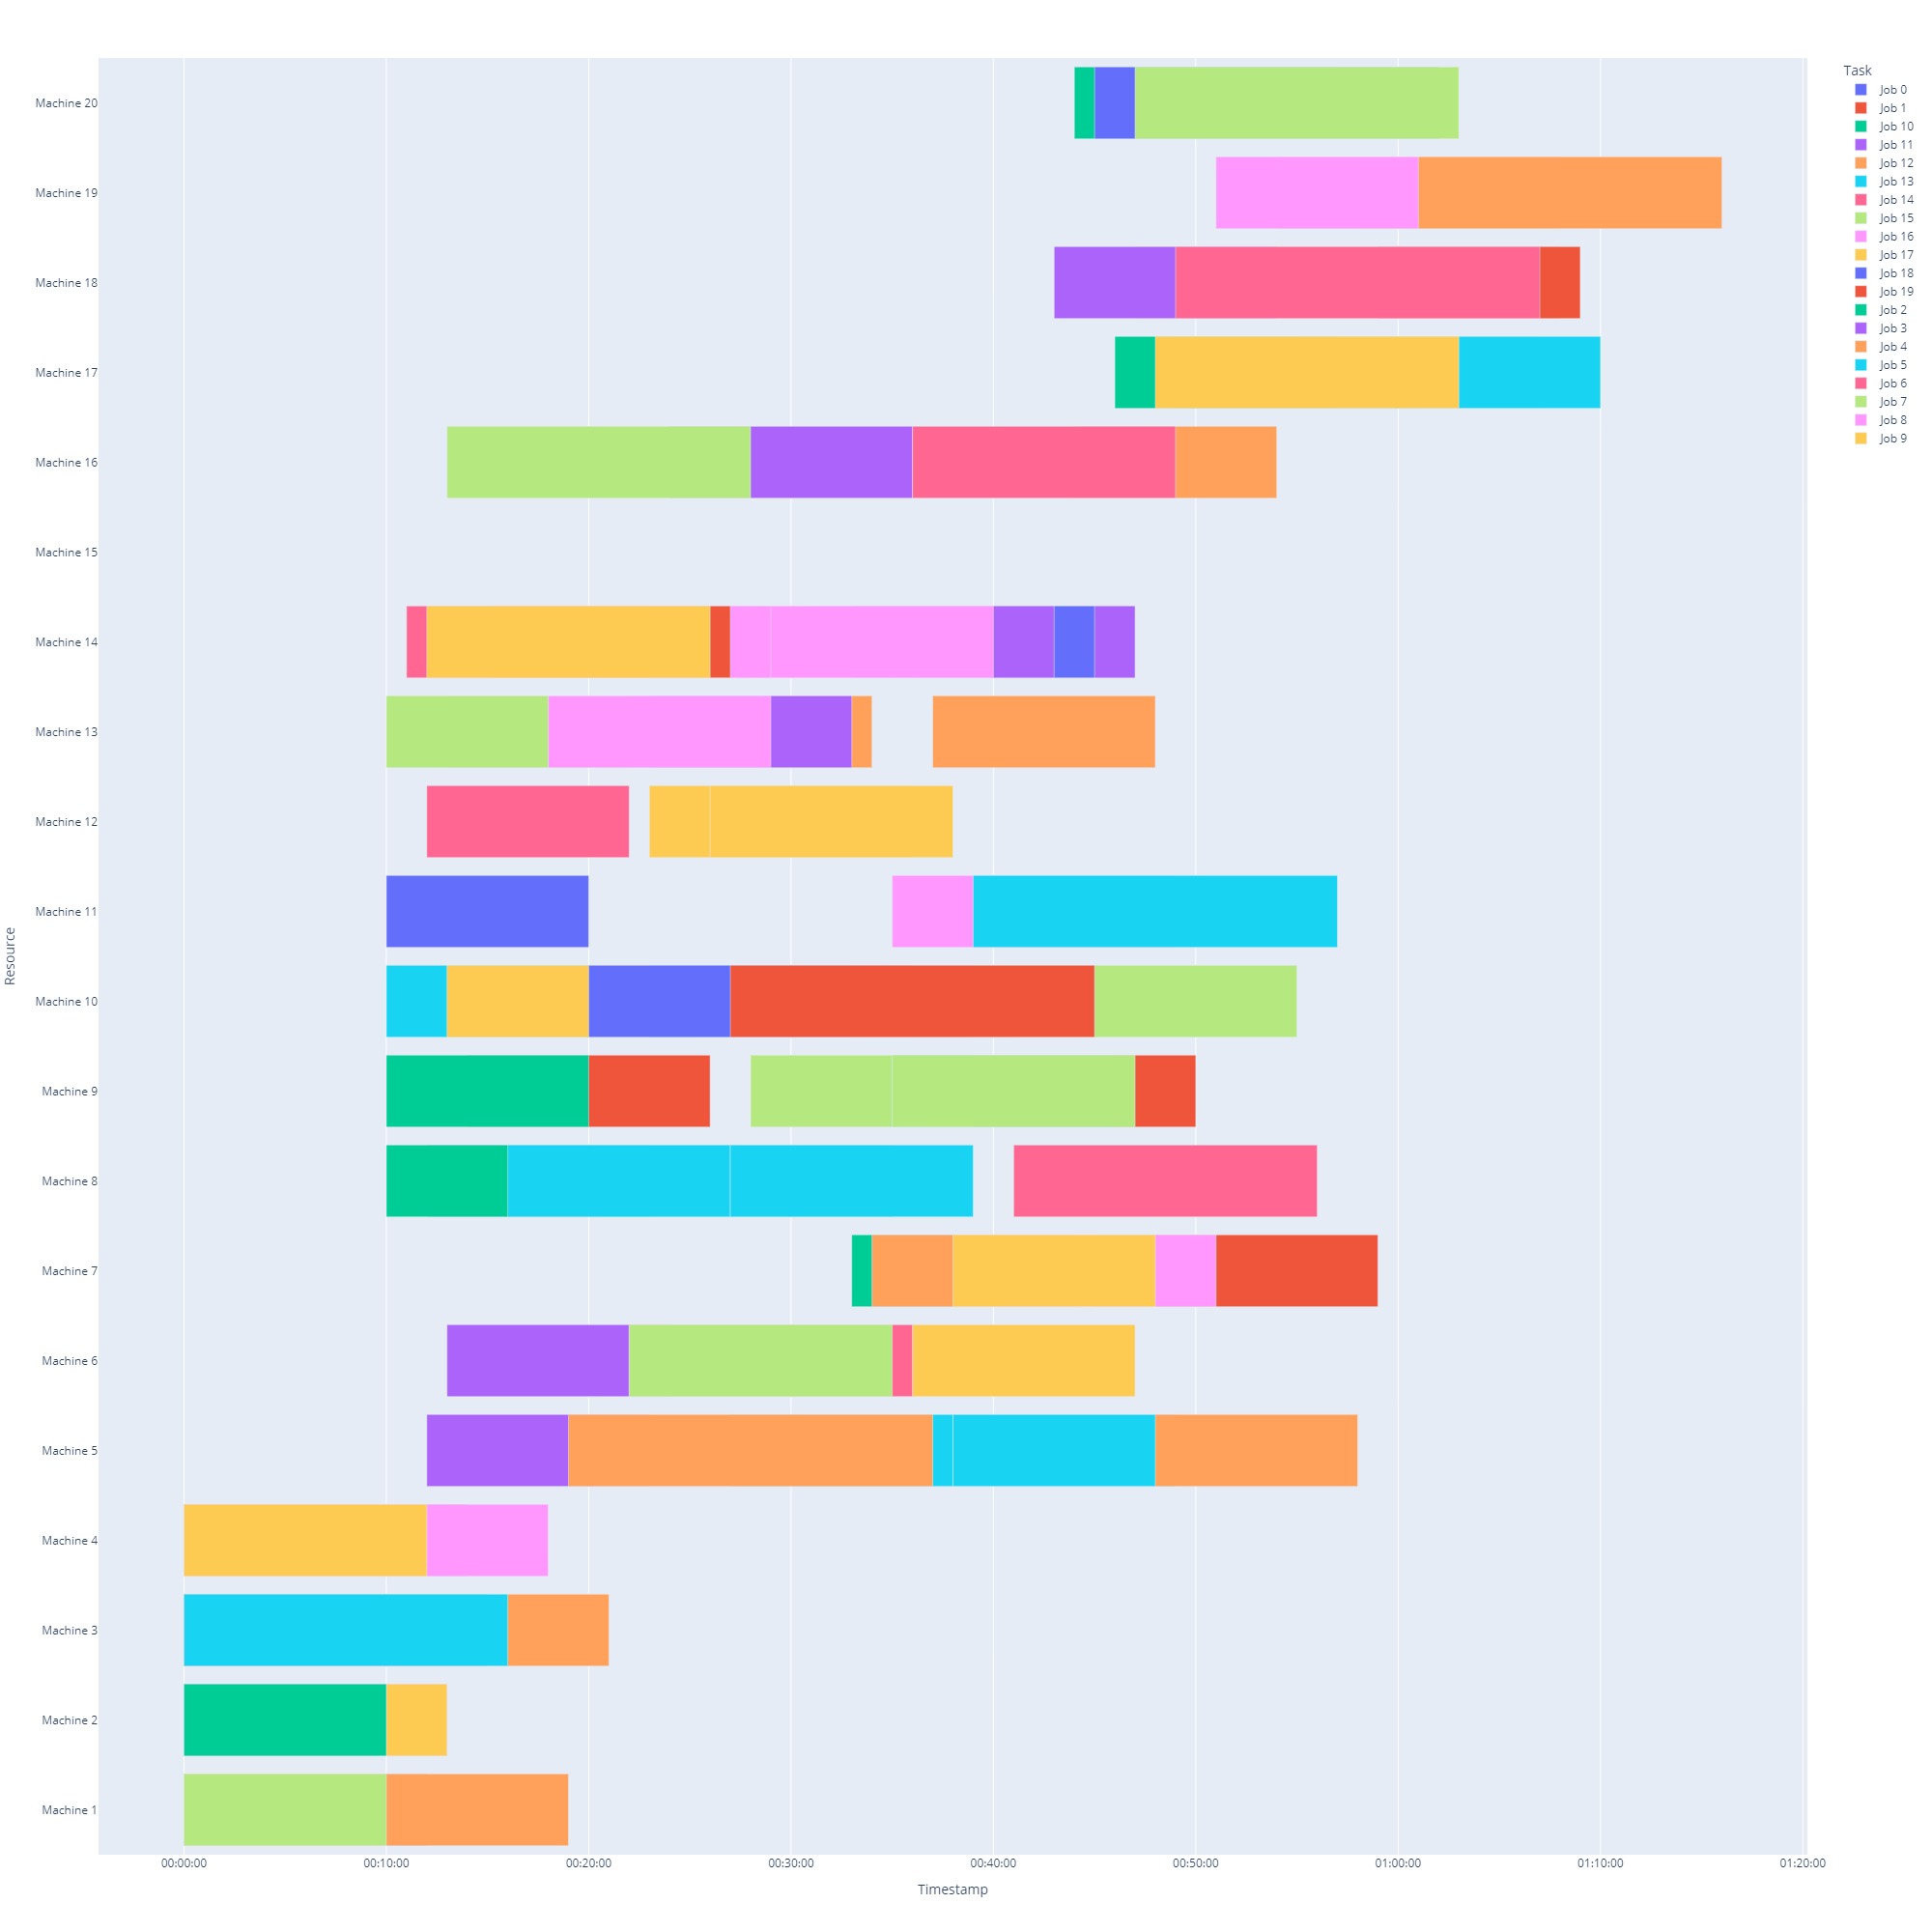 Task
Job 0
Job 1
Job 10
Job 11
Job 12
Job 13
Job 14
Job 15
Job 16
Job 17
Job 18
Job 19
Job 2
Job 3
Job 4
Job 5
Job 6
Job 7
Job 8
Job 9
Resource
Machine 20
Machine 19
Machine 18
Machine 17
Machine 16
Machine 15
Machine 14
Machine 13
Machine 12
Machine 11
Machine 10
Machine 9
Machine 8
Machine 7
Machine 6
Machine 5
Machine 4
Machine 3
Machine 2
Machine 1
00:00:00 00:10:00 00:20:00 00:30:00 00:40:00 00:50:00 01:00:00 01:10:00 01:20:00
Timestamp